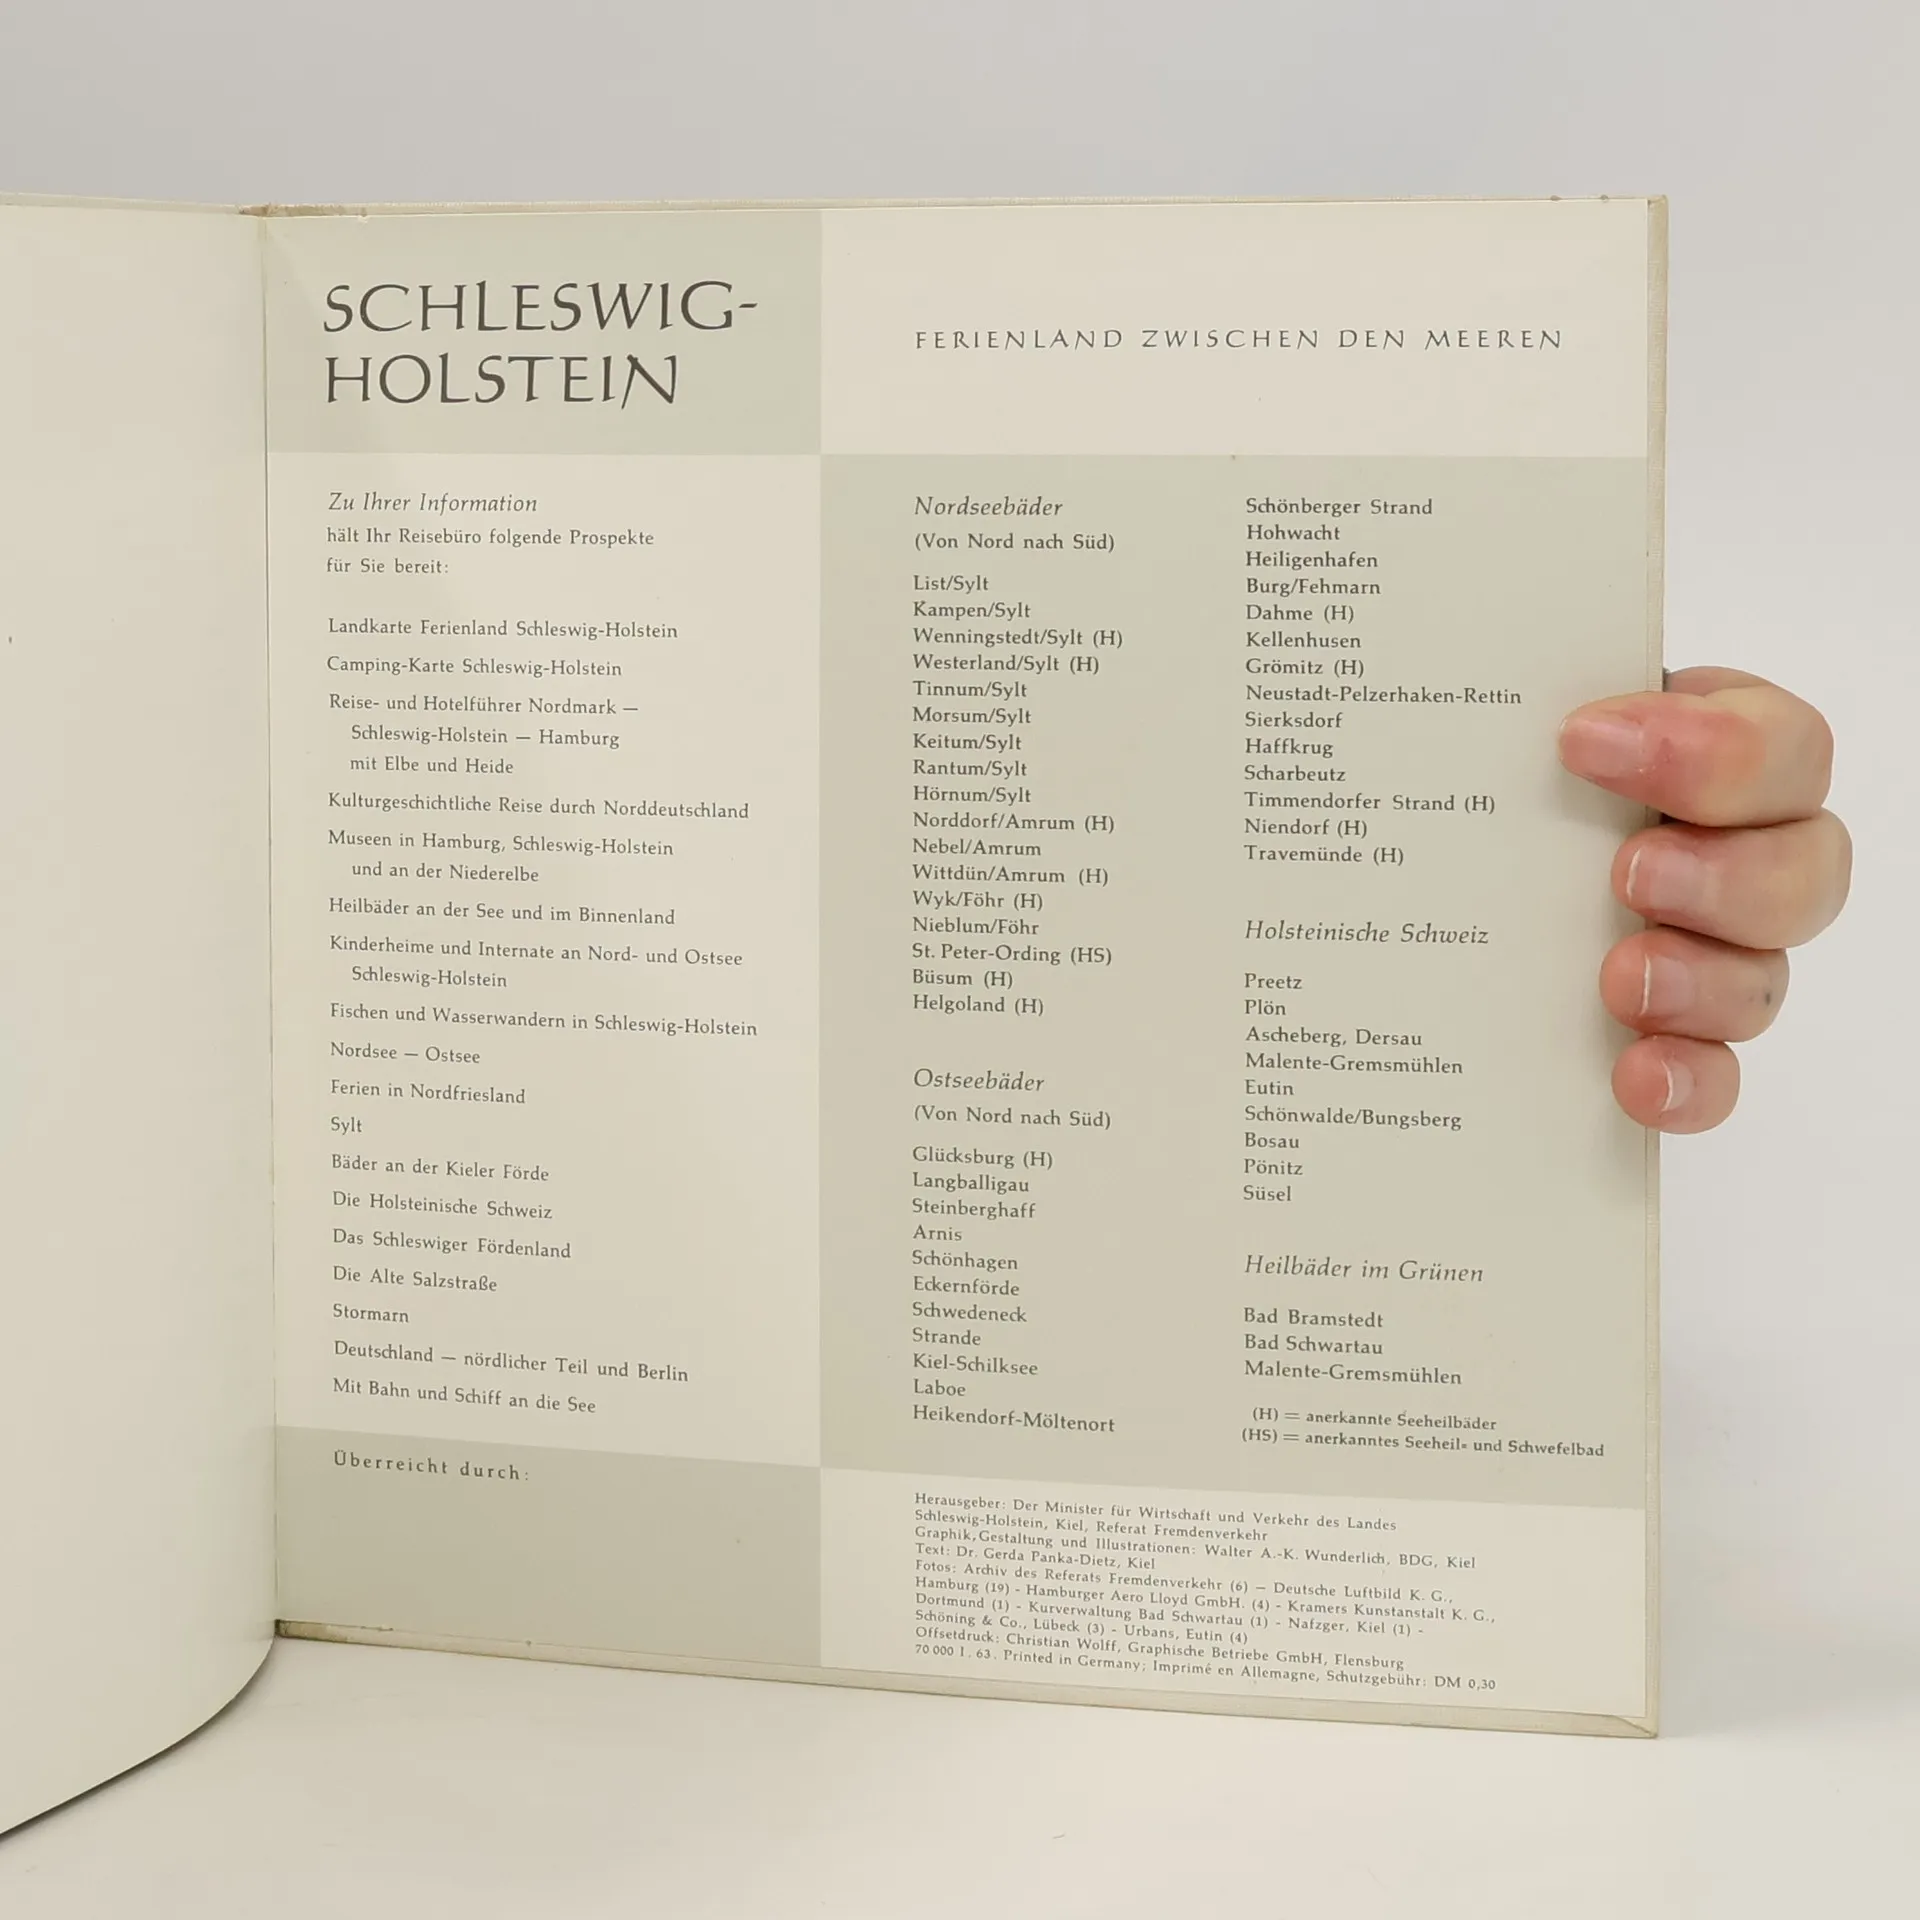 SCHLESWIG-
HOLSTEIN
FERIENLAND ZWISCHEN DEN MEEREN
Zu Ihrer Information
hält Ihr Reisebüro folgende Prospekte
für Sie bereit:
Landkarte Ferienland Schleswig-Holstein
Camping-Karte Schleswig-Holstein
Reise- und Hotelführer Nordmark —
Schleswig-Holstein — Hamburg
mit Elbe und Heide
Kulturgeschichtliche Reise durch Norddeutschland
Museen in Hamburg, Schleswig-Holstein
und an der Niederelbe
Heilbäder an der See und im Binnenland
Kinderheime und Internate an Nord- und Ostsee
Schleswig-Holstein
Fischen und Wasserwandern in Schleswig-Holstein
Nordsee — Ostsee
Ferien in Nordfriesland
Sylt
Bäder an der Kieler Förde
Die Holsteinische Schweiz
Das Schleswiger Fördenland
Die Alte Salzstraße
Stormarn
Deutschland — nördlicher Teil und Berlin
Mit Bahn und Schiff an die See
Überreicht durch:
Nordseebäder
(Von Nord nach Süd)
List/Sylt
Kampen/Sylt
Wenningstedt/Sylt (H)
Westerland/Sylt (H)
Tinnum/Sylt
Morsum/Sylt
Keitum/Sylt
Rantum/Sylt
Hörnum/Sylt
Norddorf/Amrum (H)
Nebel/Amrum
Wittdün/Amrum (H)
Wyk/Föhr (H)
Nieblum/Föhr
St. Peter-Ording (HS)
Büsum (H)
Helgoland (H)
Ostseebäder
(Von Nord nach Süd)
Glücksburg (H)
Langballigau
Steinberghaff
Arnis
Schönhagen
Eckernförde
Schwedeneck
Strande
Kiel-Schilksee
Laboe
Heikendorf-Möltenort
Schönberger Strand
Hohwacht
Heiligenhafen
Burg/Fehmarn
Dahme (H)
Kellenhusen
Grömitz (H)
Neustadt-Pelzerhaken-Rettin
Sierksdorf
Haffkrug
Scharbeutz
Timmendorfer Strand (H)
Niendorf (H)
Travemünde (H)
Holsteinische Schweiz
Preetz
Plön
Ascheberg, Dersau
Malente-Gremsmühlen
Eutin
Schönwalde/Bungsberg
Bosau
Pönitz
Süsel
Heilbäder im Grünen
Bad Bramstedt
Bad Schwartau
Malente-Gremsmühlen
(H) = anerkannte Seeheilbäder
(HS) = anerkanntes Seeheil- und Schwefelbad
Herausgeber: Der Minister für Wirtschaft und Verkehr des Landes
Schleswig-Holstein, Kiel, Referat Fremdenverkehr
Graphik, Gestaltung und Illustrationen: Walter A.-K. Wunderlich, BDG, Kiel
Text: Dr. Gerda Panka-Dietz, Kiel
Fotos: Archiv des Referats Fremdenverkehr (6) — Deutsche Luftbild K. G.,
Hamburg (19) - Hamburger Aero Lloyd GmbH. (4) - Kramers Kunstanstalt K. G.,
Dortmund (1) - Kurverwaltung Bad Schwartau (1) - Nafzger, Kiel (1) -
Schöning & Co., Lübeck (3) - Urbans, Eutin (4)
Offsetdruck: Christian Wolff, Graphische Betriebe GmbH, Flensburg
70 000 1. 63. Printed in Germany; Imprimé en Allemagne, Schutzgebühr: DM 0,30